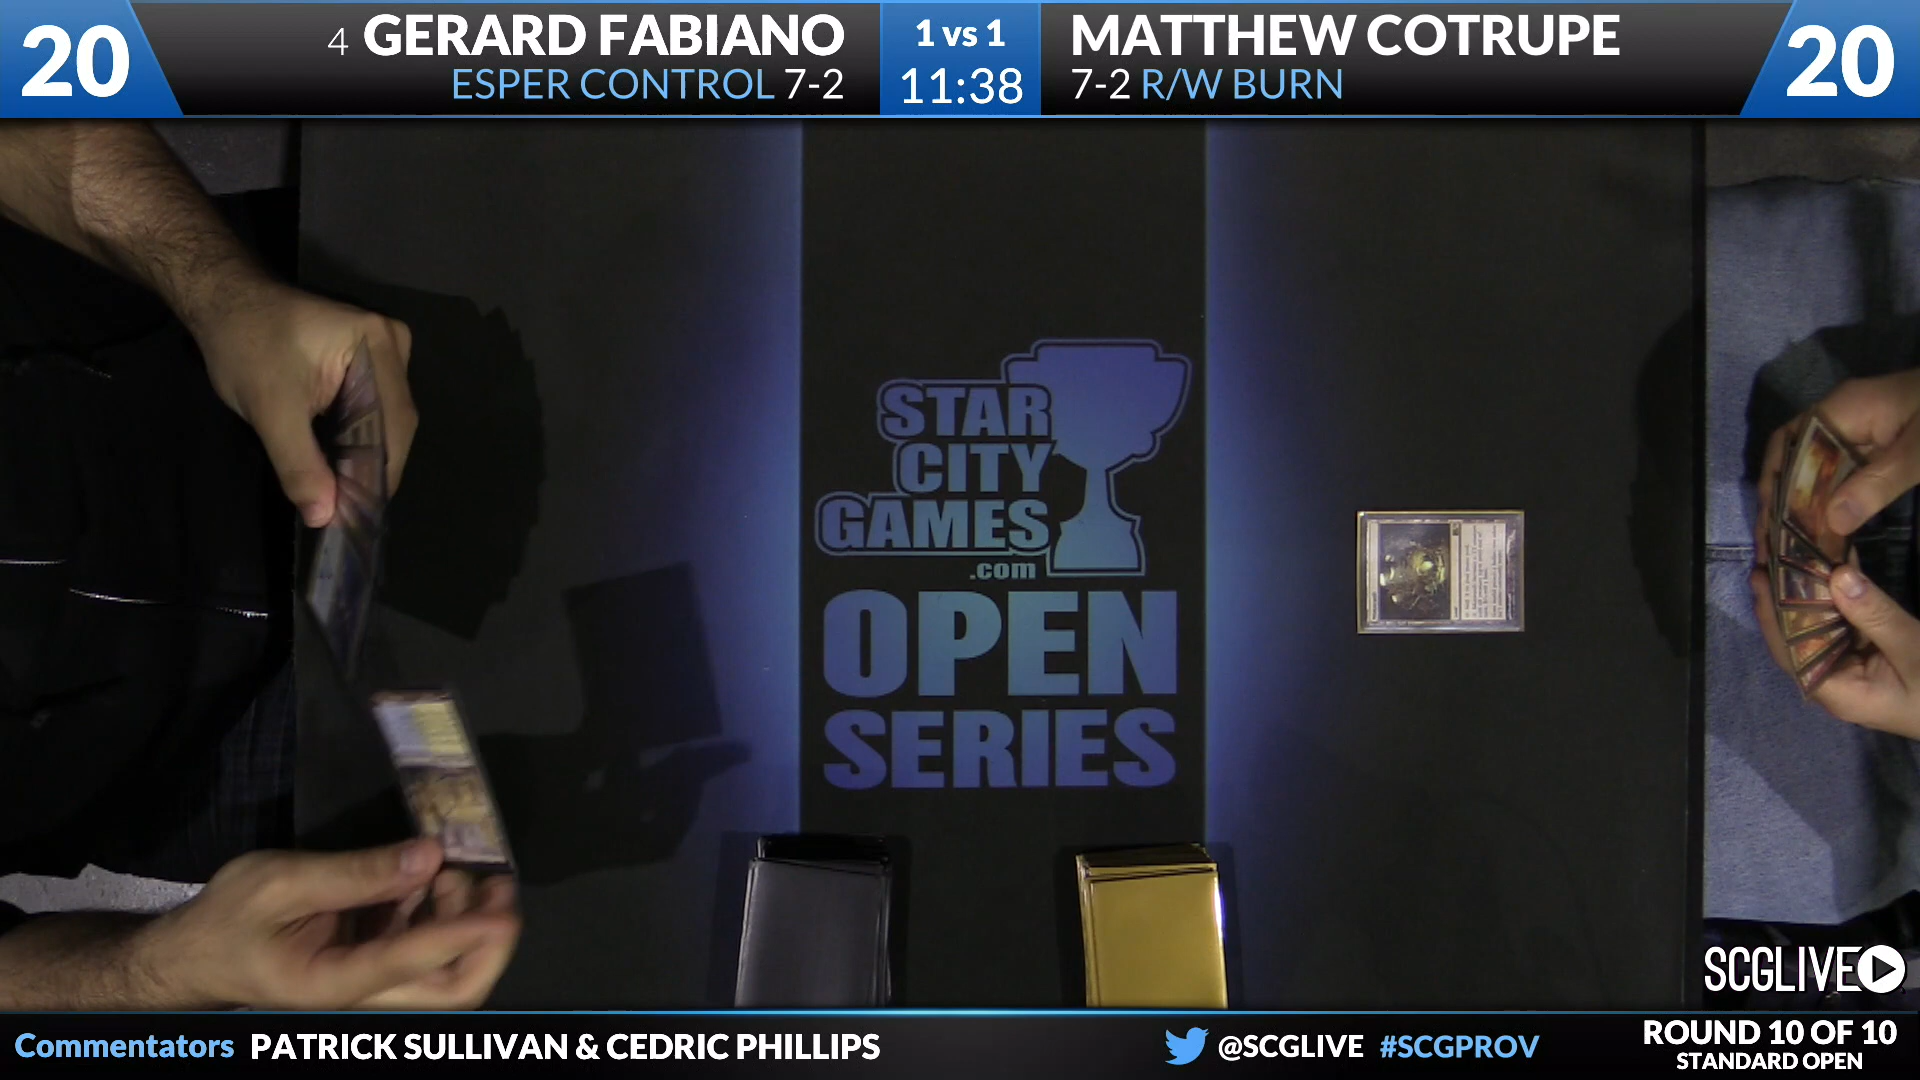 20
4 GERARD FABIANO
ESPER CONTROL 7-2
1 vs 1
11:38
MATTHEW COTRUPE
7-2 R/W BURN
20
STAR
CITY
GAMES
.com
OPEN
SERIES
SCGLIVE
Commentators PATRICK SULLIVAN & CEDRIC PHILLIPS
@SCGLIVE #SCGPROV
ROUND 10 OF 10
STANDARD OPEN